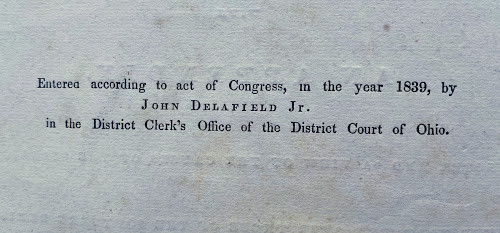 Entered according to act of Congress, in the year 1839, by
JOHN DELAFIELD JR.
in the District Clerk's Office of the District Court of Ohio.